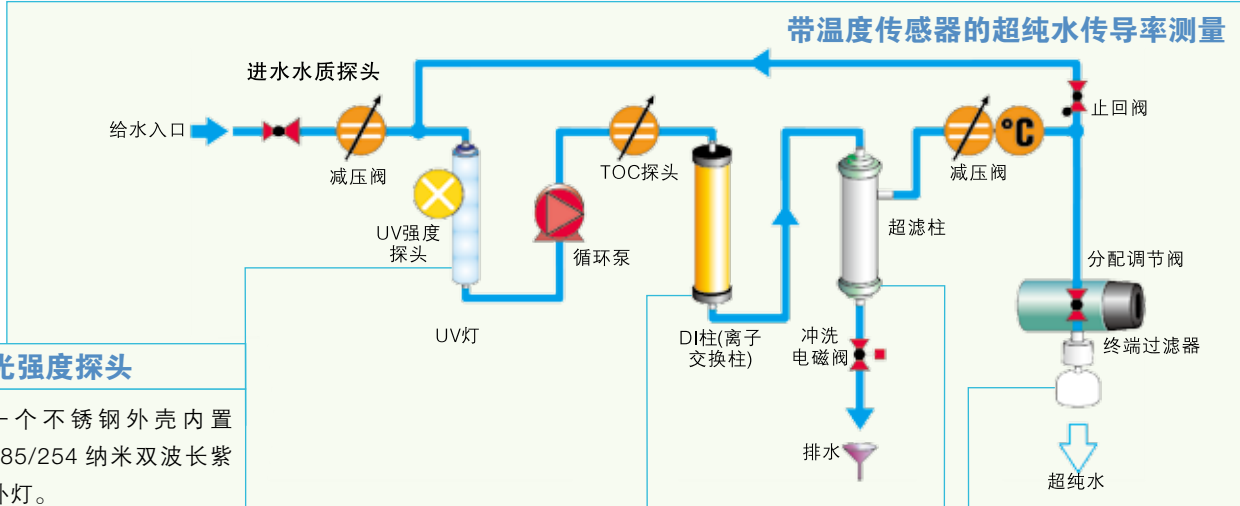 带温度传感器的超纯水传导率测量
进水水质探头
给水入口
减压阀
TOC探头
°C
减压阀
止回阀
UV强度
探头
循环泵
超滤柱
分配调节阀
UV灯
DI柱(离子
交换柱)
冲洗
电磁阀
终端过滤器
排水
超纯水
光强度探头
一个不锈钢外壳内置
85/254 纳米双波长紫
外灯。